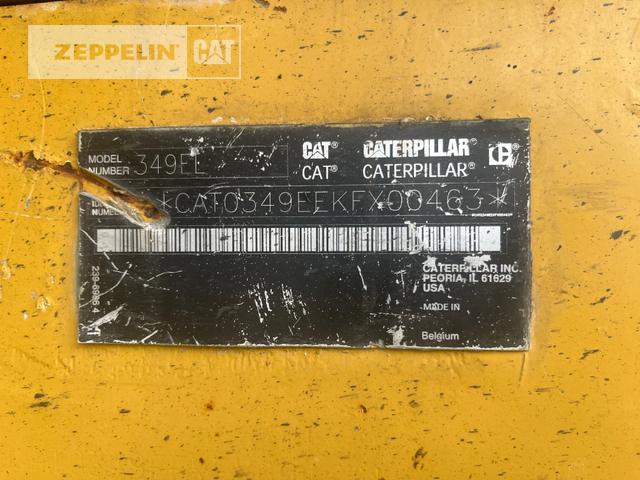 ZEPPELIN CAT
MODEL NUMBER 349EL
CAT® CATERPILLAR
CAT® CATERPILLAR®
*CAT0349EEKFX00463*
CATERPILLAR INC.
PEORIA, IL 61629
USA
MADE IN
Belgium